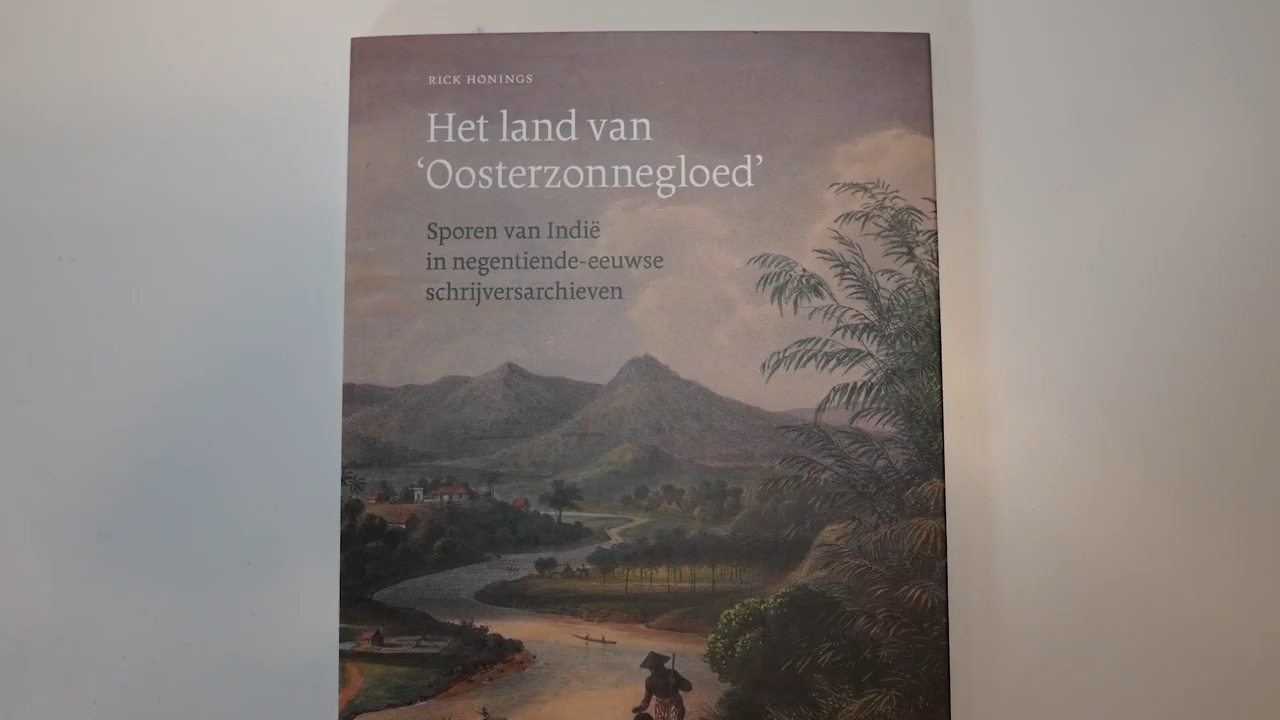 RICK HONINGS
Het land van
‘Oosterzonnegloed’
Sporen van Indië
in negentiende-eeuwse
schrijversarchieven